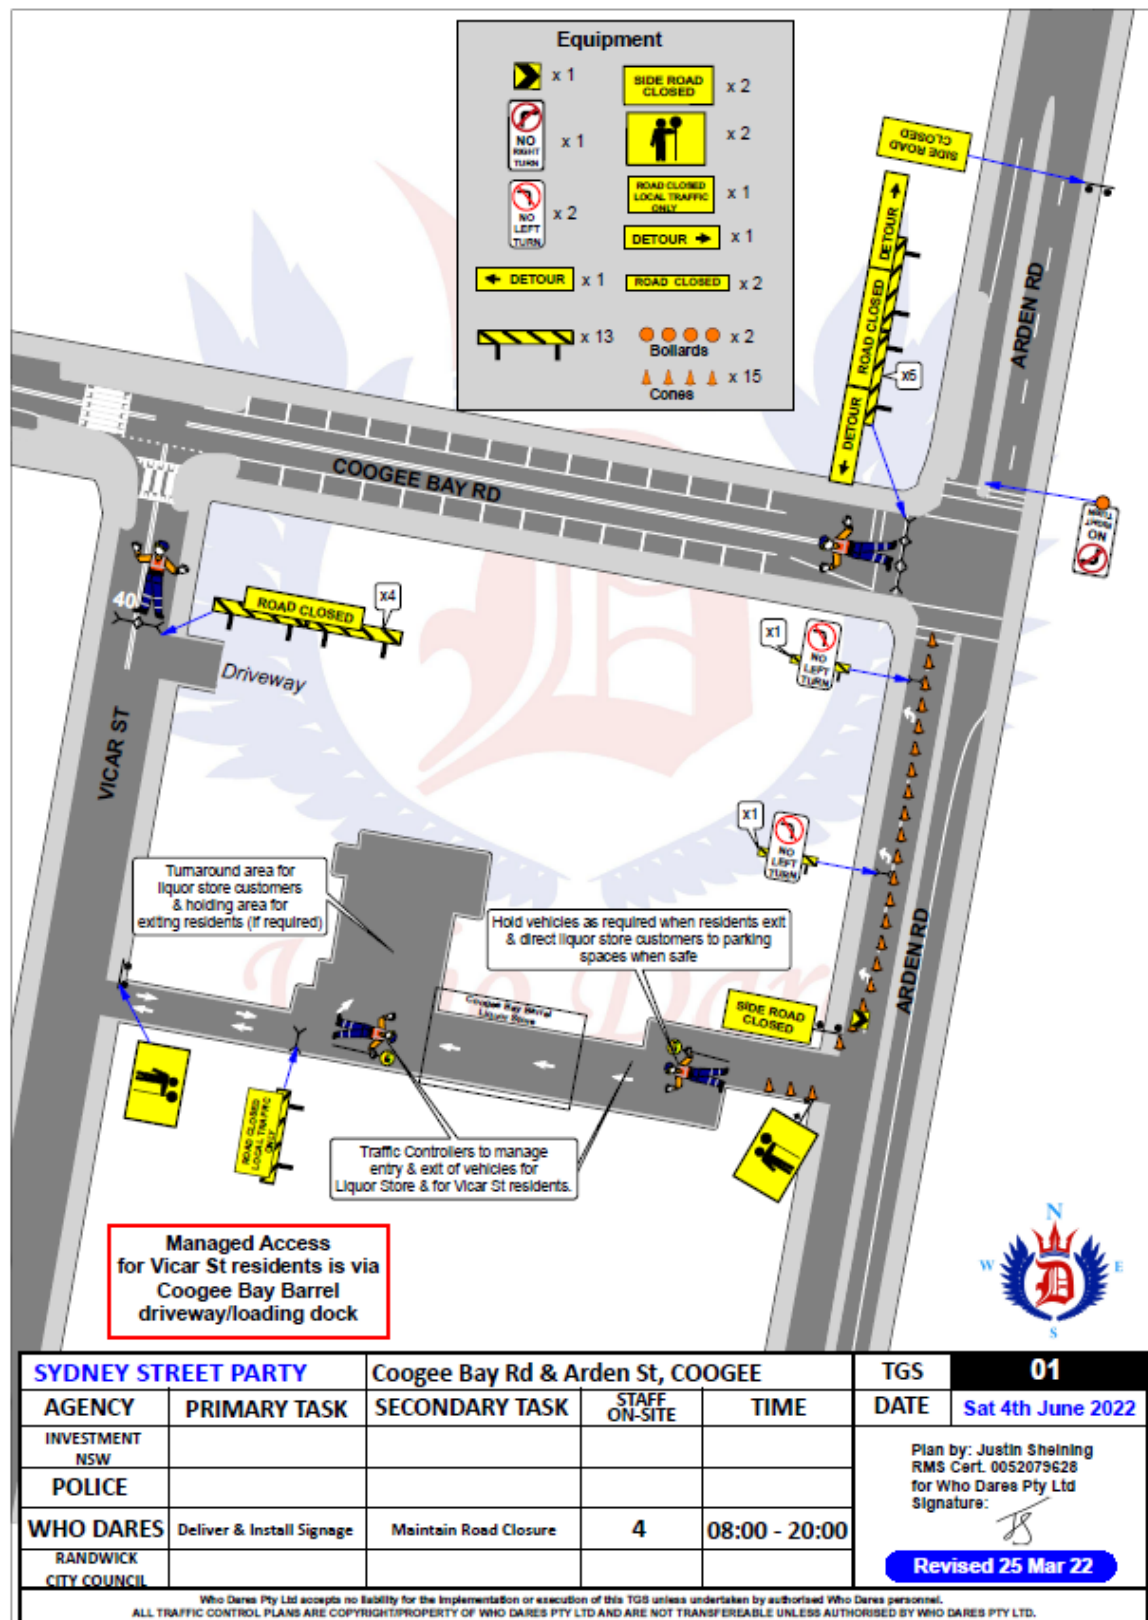 Equipment
x 1
SIDE ROAD
CLOSED
x 2
NO
RIGHT
TURN
x 1
x 2
NO
LEFT
TURN
x 2
ROAD CLOSED
LOCAL TRAFFIC
ONLY
x 1
DETOUR
x 1
DETOUR
x 1
ROAD CLOSED
x 2
x 13
Bollards
x 2
Cones
x 15
SIDE ROAD
CLOSED
DETOUR
ROAD CLOSED
DETOUR
x5
ARDEN RD
NO
RIGHT
TURN
COOGEE BAY RD
40
ROAD CLOSED
x4
Driveway
VICAR ST
x1
NO
LEFT
TURN
x1
NO
LEFT
TURN
ARDEN RD
Turnaround area for
liquor store customers
& holding area for
exiting residents (if required)
Hold vehicles as required when residents exit
& direct liquor store customers to parking
spaces when safe
Coogee Bay Barrel
Liquor Store
SIDE ROAD
CLOSED
ROAD CLOSED
LOCAL TRAFFIC
ONLY
Traffic Controllers to manage
entry & exit of vehicles for
Liquor Store & for Vicar St residents.
Managed Access
for Vicar St residents is via
Coogee Bay Barrel
driveway/loading dock
N
W
E
S
D
SYDNEY STREET PARTY
Coogee Bay Rd & Arden St, COOGEE
TGS
01
AGENCY
PRIMARY TASK
SECONDARY TASK
STAFF
ON-SITE
TIME
DATE
Sat 4th June 2022
INVESTMENT
NSW
POLICE
WHO DARES
Deliver & Install Signage
Maintain Road Closure
4
08:00 - 20:00
RANDWICK
CITY COUNCIL
Plan by: Justin Sheining
RMS Cert. 0052079628
for Who Dares Pty Ltd
Signature:
JS
Revised 25 Mar 22
Who Dares Pty Ltd accepts no liability for the implementation or execution of this TGS unless undertaken by authorised Who Dares personnel.
ALL TRAFFIC CONTROL PLANS ARE COPYRIGHT/PROPERTY OF WHO DARES PTY LTD AND ARE NOT TRANSFEREABLE UNLESS AUTHORISED BY WHO DARES PTY LTD.